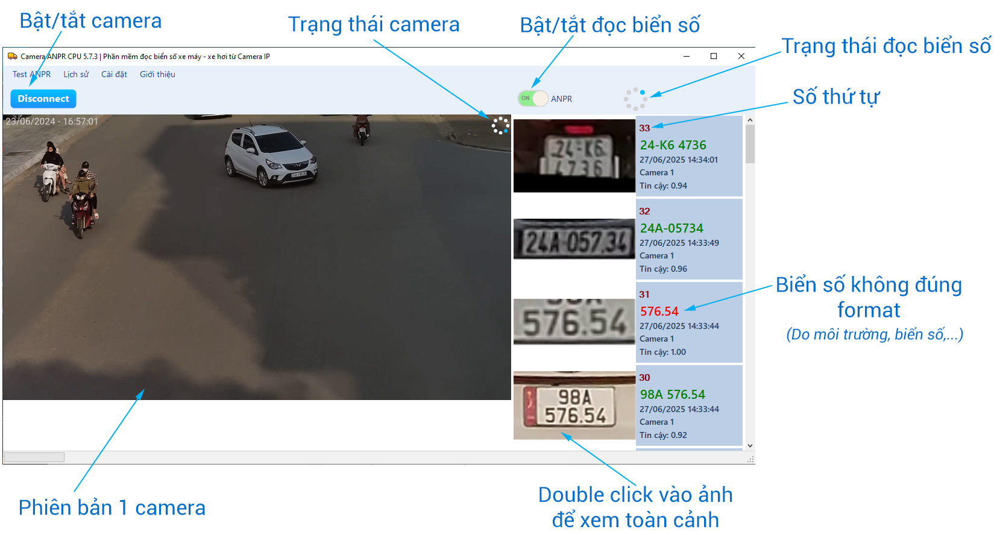 Bật/tắt camera
Trạng thái camera
Bật/tắt đọc biển số
Trạng thái đọc biển số
Camera ANPR CPU 5.7.3 | Phần mềm đọc biển số xe máy - xe hơi từ Camera IP
Test ANPR Lịch sử Cài đặt Giới thiệu
Disconnect
ON ANPR
Số thứ tự
23/06/2024 - 16:57:01
24-K6
4736
33
24-K6 4736
27/06/2025 14:34:01
Camera 1
Tin cậy: 0.94
24A-057.34
32
24A-05734
27/06/2025 14:33:49
Camera 1
Tin cậy: 0.96
576.54
31
576.54
27/06/2025 14:33:44
Camera 1
Tin cậy: 1.00
Biển số không đúng
format
(Do môi trường, biển số,...)
98A
576.54
30
98A 576.54
27/06/2025 14:33:44
Camera 1
Tin cậy: 0.92
Phiên bản 1 camera
Double click vào ảnh
để xem toàn cảnh